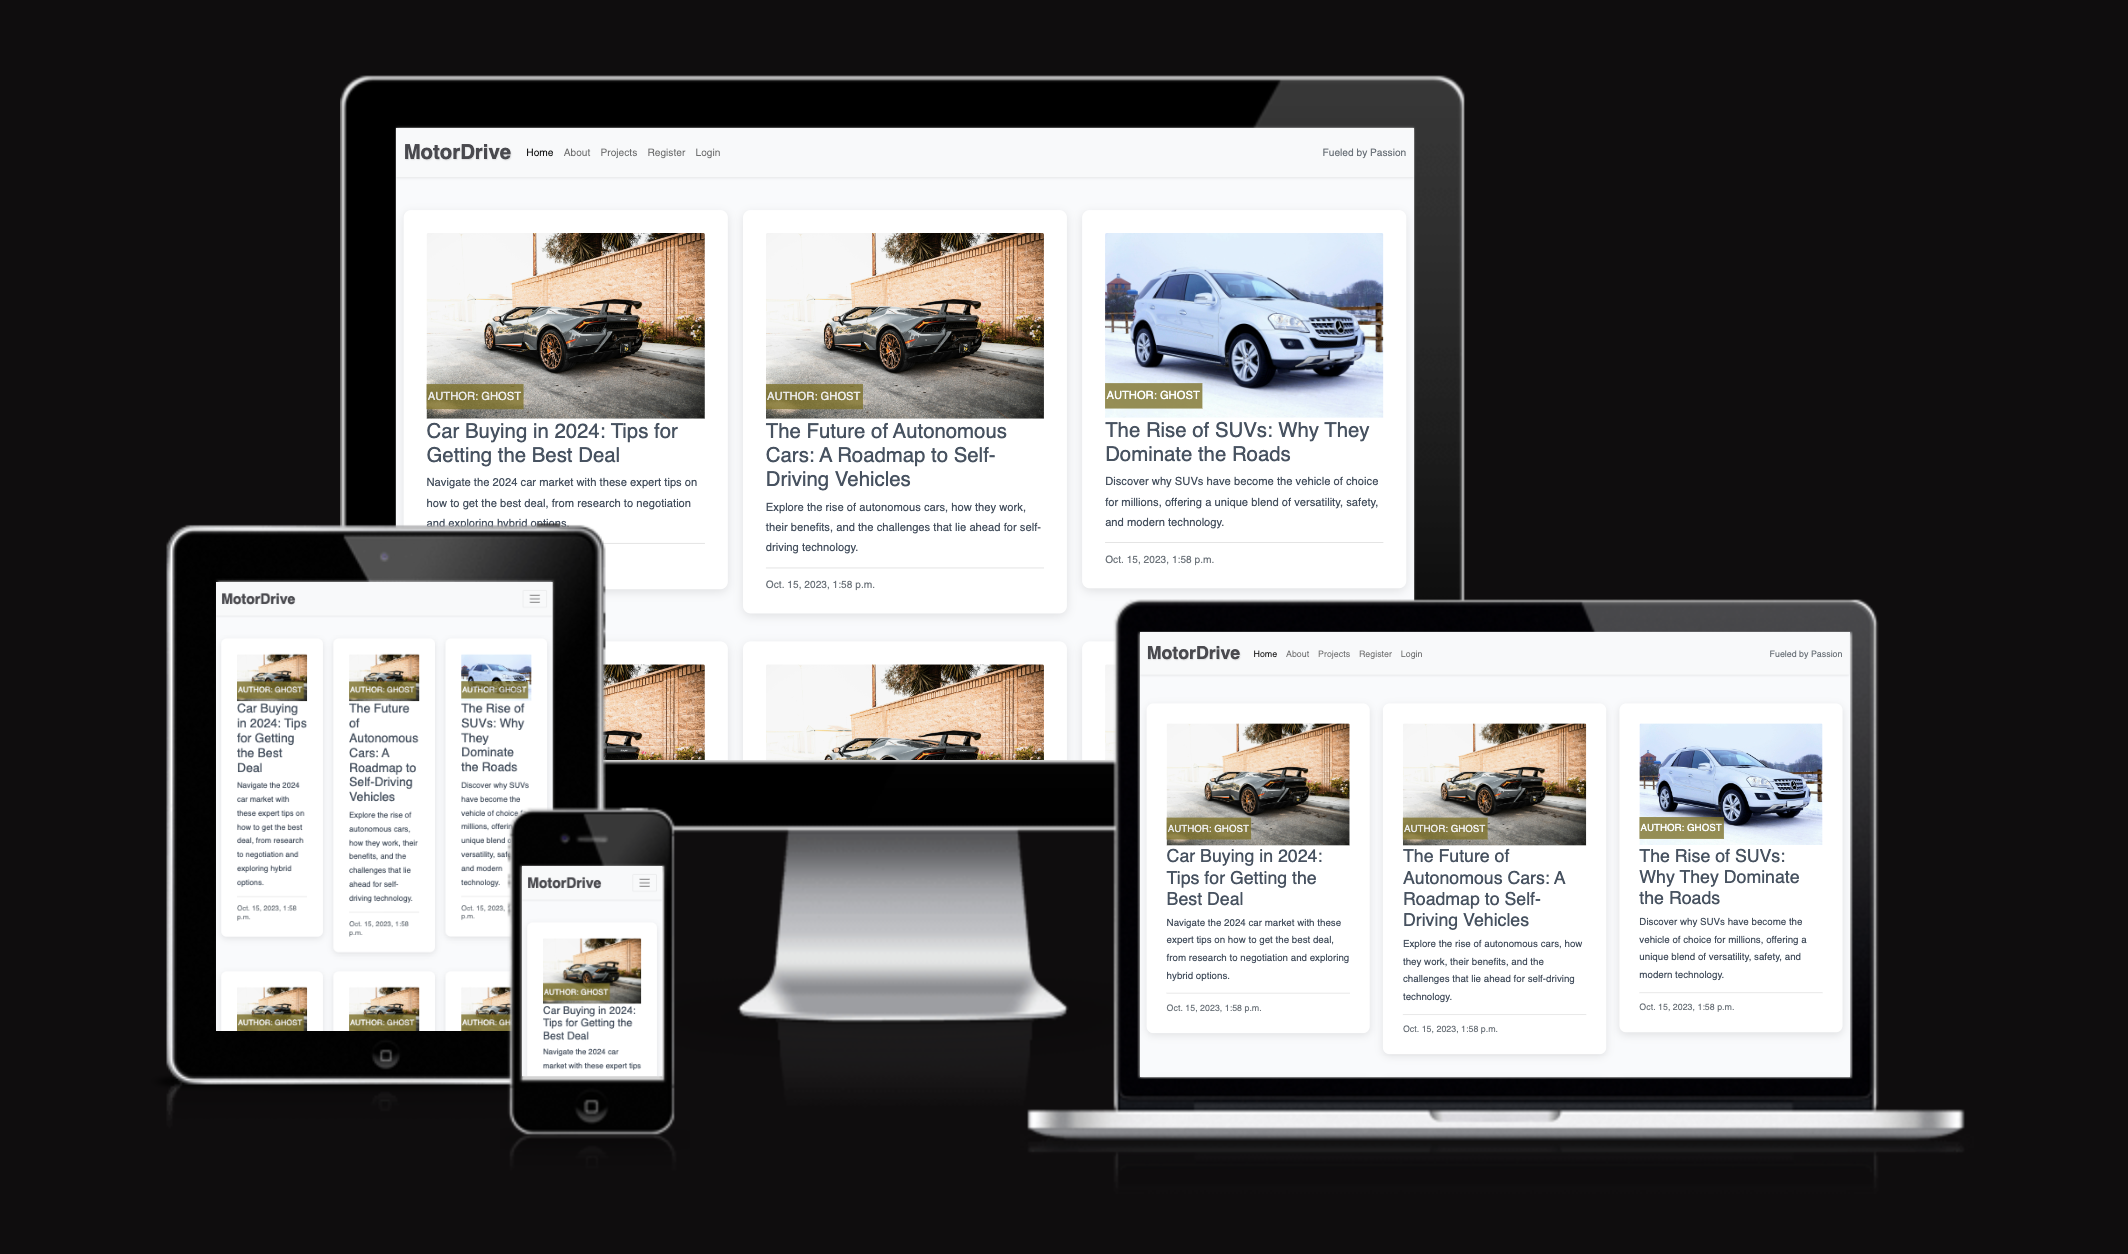 MotorDrive Home About Projects Register Login Fueled by Passion
AUTHOR: GHOST
Car Buying in 2024: Tips for
Getting the Best Deal
Navigate the 2024 car market with these expert tips on
how to get the best deal, from research to negotiation
and exploring hybrid options.
AUTHOR: GHOST
The Future of Autonomous
Cars: A Roadmap to Self-
Driving Vehicles
Explore the rise of autonomous cars, how they work,
their benefits, and the challenges that lie ahead for self-
driving technology.
Oct. 15, 2023, 1:58 p.m.
AUTHOR: GHOST
The Rise of SUVs: Why They
Dominate the Roads
Discover why SUVs have become the vehicle of choice
for millions, offering a unique blend of versatility, safety,
and modern technology.
Oct. 15, 2023, 1:58 p.m.
MotorDrive
AUTHOR: GHOST
Car Buying
in 2024: Tips
for Getting
the Best
Deal
Navigate the 2024
car market with
these expert tips on
how to get the best
deal, from research
to negotiation and
exploring hybrid
options.
Oct. 15, 2023, 1:58
p.m.
AUTHOR: GHOST
The Future
of
Autonomous
Cars: A
Roadmap to
Self-Driving
Vehicles
Explore the rise of
autonomous cars,
how they work, their
benefits, and the
challenges that lie
ahead for self-
driving technology.
Oct. 15, 2023, 1:58
p.m.
AUTHOR: GHOST
The Rise of
SUVs: Why
They
Dominate
the Roads
Discover why SUVs
have become the
vehicle of choice
millions,
unique blend
versatility,
and modern
technology.
Oct. 15, 2023,
p.m.
AUTHOR: GHOST
AUTHOR: GHOST
AUTHOR: GH
MotorDrive
AUTHOR: GHOST
Car Buying in 2024:
Tips for Getting the
Best Deal
Navigate the 2024 car
market with these expert tips
MotorDrive Home About Projects Register Login Fueled by Passion
AUTHOR: GHOST
Car Buying in 2024:
Tips for Getting the
Best Deal
Navigate the 2024 car market with these
expert tips on how to get the best deal,
from research to negotiation and exploring
hybrid options.
Oct. 15, 2023, 1:58 p.m.
AUTHOR: GHOST
The Future of
Autonomous Cars: A
Roadmap to Self-
Driving Vehicles
Explore the rise of autonomous cars, how
they work, their benefits, and the
challenges that lie ahead for self-driving
technology.
Oct. 15, 2023, 1:58 p.m.
AUTHOR: GHOST
The Rise of SUVs:
Why They Dominate
the Roads
Discover why SUVs have become the
vehicle of choice for millions, offering a
unique blend of versatility, safety, and
modern technology.
Oct. 15, 2023, 1:58 p.m.